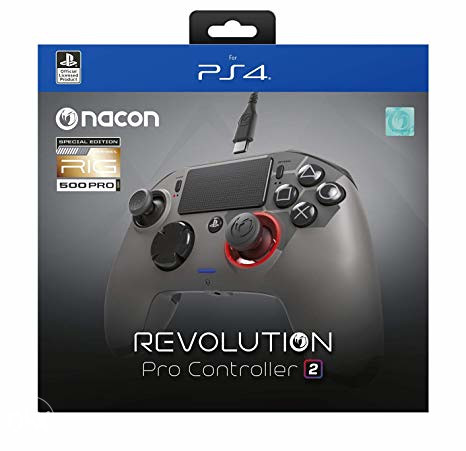 For
PS4
Official
Licensed
Product
nacon
SPECIAL EDITION
RIG
500 PRO
REVOLUTION
Pro Controller 2